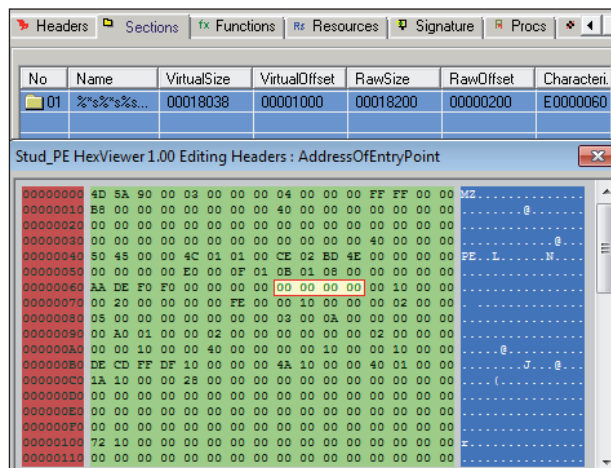 Headers Sections fx Functions Rs Resources Signature Procs
No Name VirtualSize VirtualOffset RawSize RawOffset Characteri.
01 %*s%*s%s... 00018038 00001000 00018200 00000200 E0000060
Stud_PE HexViewer 1.00 Editing Headers : AddressOfEntryPoint
00000000 4D 5A 90 00 03 00 00 00 04 00 00 00 FF FF 00 00 MZ..............
00000010 B8 00 00 00 00 00 00 00 40 00 00 00 00 00 00 00 ........@.......
00000020 00 00 00 00 00 00 00 00 00 00 00 00 00 00 00 00 ................
00000030 00 00 00 00 00 00 00 00 00 00 00 00 40 00 00 00 ............@...
00000040 50 45 00 00 4C 01 01 00 CE 02 BD 4E 00 00 00 00 PE..L......N....
00000050 00 00 00 00 E0 00 0F 01 0B 01 08 00 00 00 00 00 ................
00000060 AA DE F0 F0 00 00 00 00 00 00 00 00 00 10 00 00 ................
00000070 00 20 00 00 00 00 FE 00 00 10 00 00 00 02 00 00 . ..............
00000080 05 00 00 00 00 00 00 00 03 00 0A 00 00 00 00 00 ................
00000090 00 A0 01 00 00 02 00 00 00 00 00 00 02 00 00 00 ................
000000A0 00 00 10 00 00 40 00 00 00 00 10 00 00 10 00 00 .....@..........
000000B0 DE CD FF DF 10 00 00 00 4A 10 00 00 40 01 00 00 ........J...@...
000000C0 1A 10 00 00 28 00 00 00 00 00 00 00 00 00 00 00 ....(...........
000000D0 00 00 00 00 00 00 00 00 00 00 00 00 00 00 00 00 ................
000000E0 00 00 00 00 00 00 00 00 00 00 00 00 00 00 00 00 ................
000000F0 00 00 00 00 00 00 00 00 00 00 00 00 00 00 00 00 ................
00000100 72 10 00 00 00 00 00 00 00 00 00 00 00 00 00 00 r...............
00000110 00 00 00 00 00 00 00 00 00 00 00 00 00 00 00 00 ................